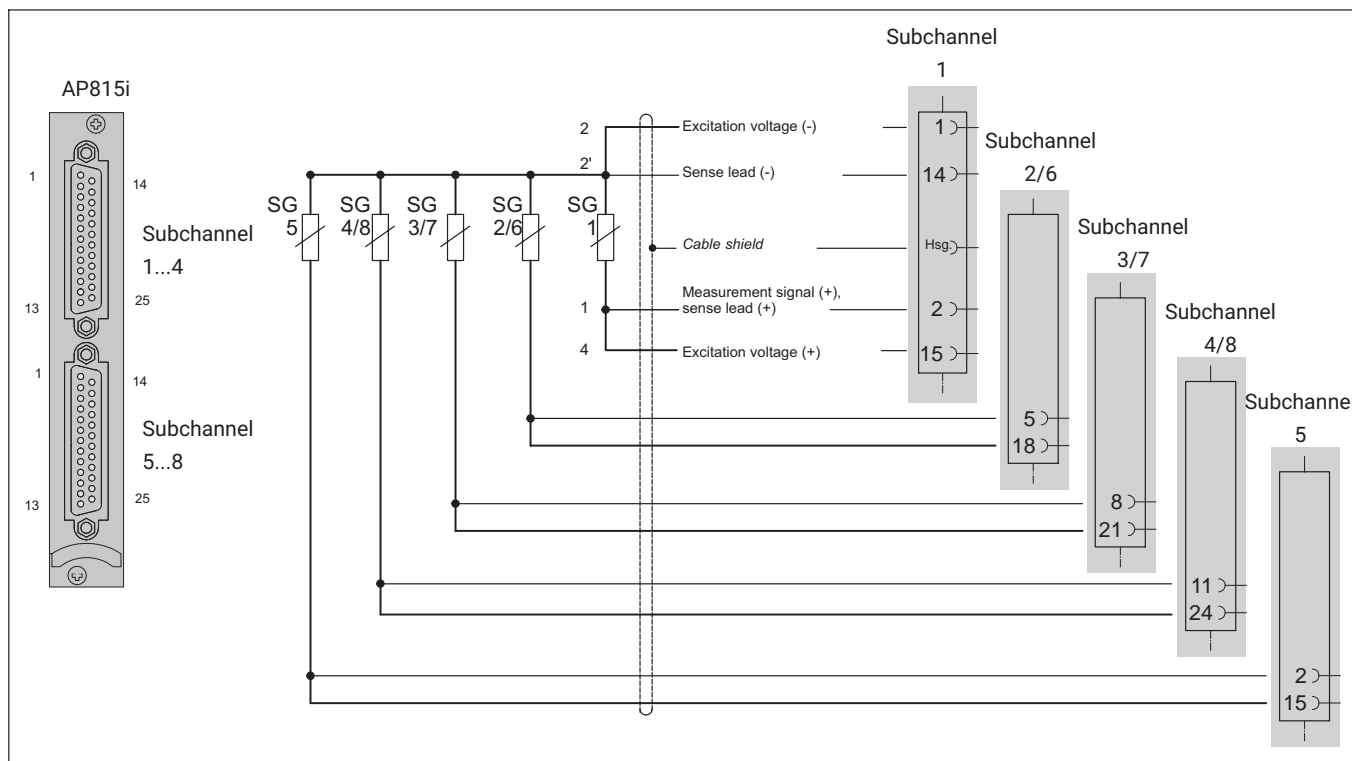 AP815i
1
14
Subchannel
1...4
13
25
1
14
Subchannel
5...8
13
25
SG
5
SG
4/8
SG
3/7
SG
2/6
SG
1
2
Excitation voltage (-)
2'
Sense lead (-)
Cable shield
1
Measurement signal (+),
sense lead (+)
4
Excitation voltage (+)
Subchannel
1
1
14
Hsg.
2
15
Subchannel
2/6
5
18
Subchannel
3/7
8
21
Subchannel
4/8
11
24
Subchannel
5
2
15